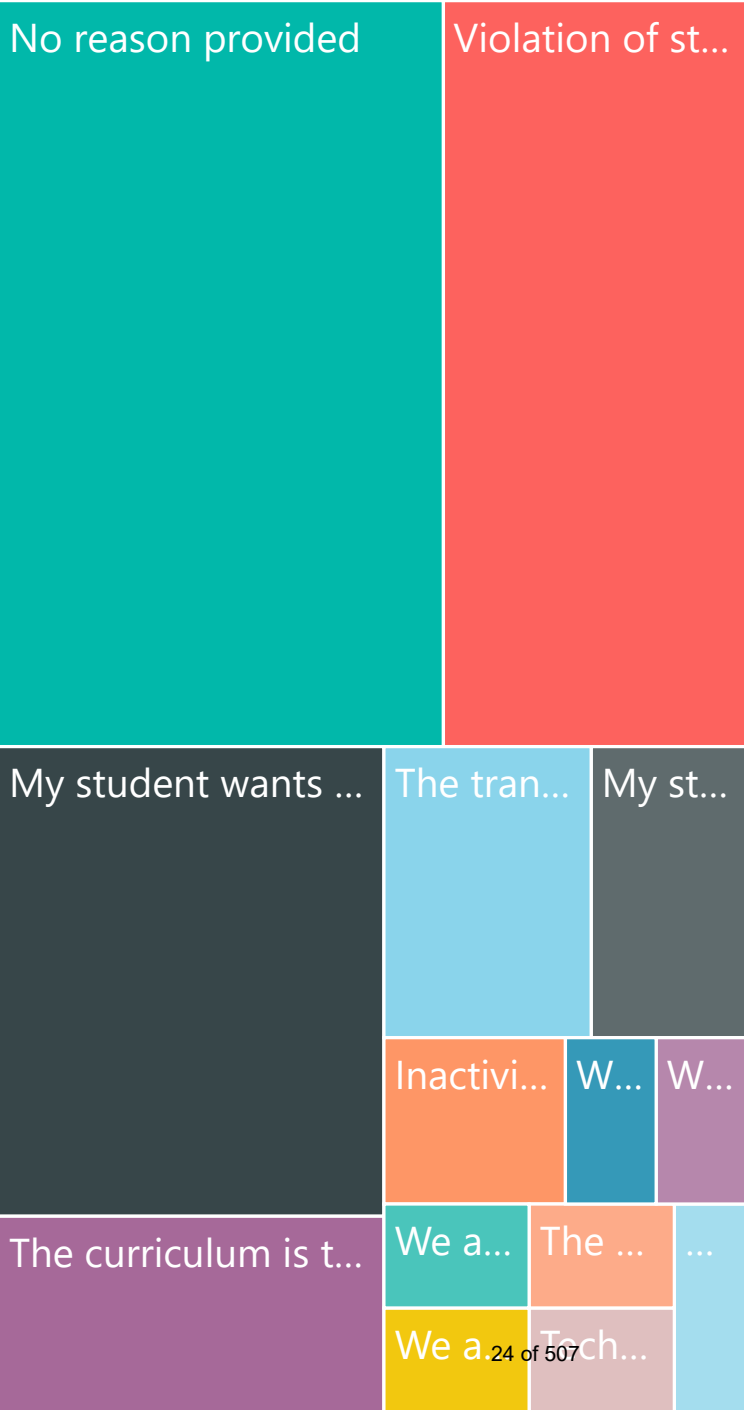 No reason provided
Violation of st...
My student wants ...
The tran...
My st...
Inactivi...
W...
W...
The curriculum is t...
We a...
The ...
...
We a...
Tech...
24 of 507